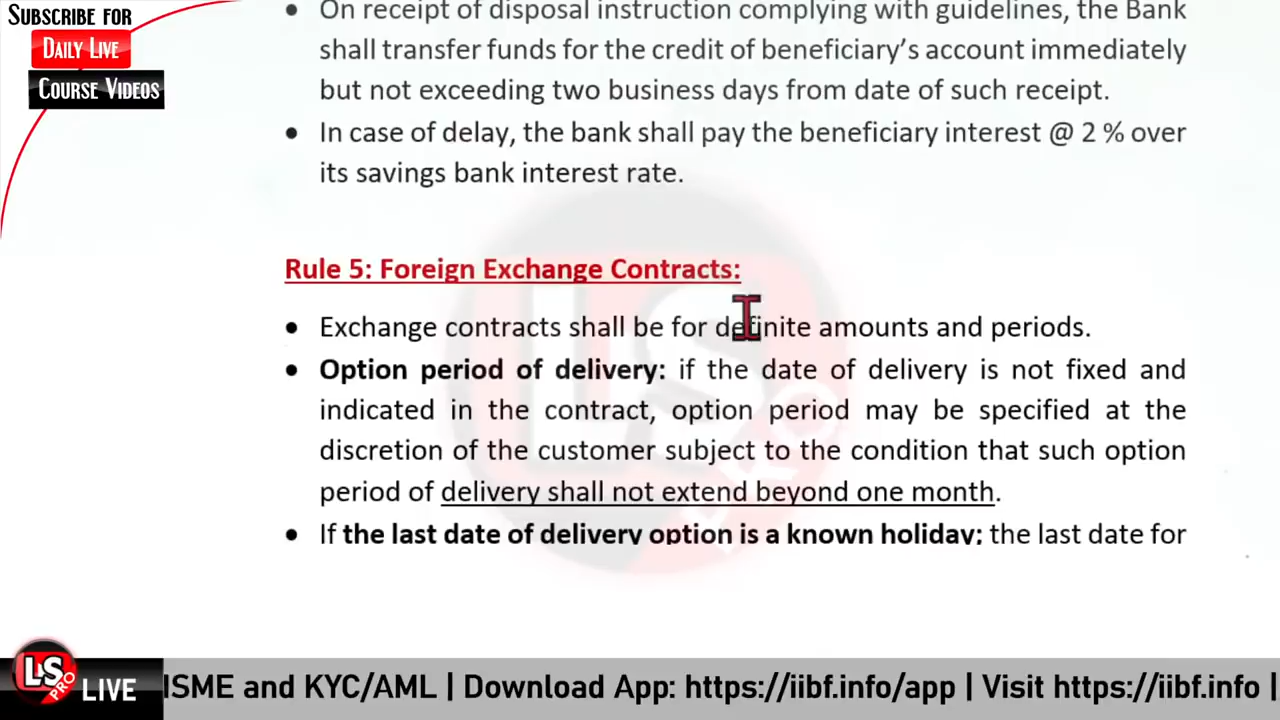 SUBSCRIBE FOR
DAILY LIVE
COURSE VIDEOS
• On receipt of disposal instruction complying with guidelines, the Bank
shall transfer funds for the credit of beneficiary's account immediately
but not exceeding two business days from date of such receipt.
• In case of delay, the bank shall pay the beneficiary interest @ 2 % over
its savings bank interest rate.
Rule 5: Foreign Exchange Contracts:
• Exchange contracts shall be for definite amounts and periods.
• Option period of delivery: if the date of delivery is not fixed and
indicated in the contract, option period may be specified at the
discretion of the customer subject to the condition that such option
period of delivery shall not extend beyond one month.
• If the last date of delivery option is a known holiday; the last date for
LS PRO LIVE
ISME and KYC/AML | Download App: https://iibf.info/app | Visit https://iibf.info |